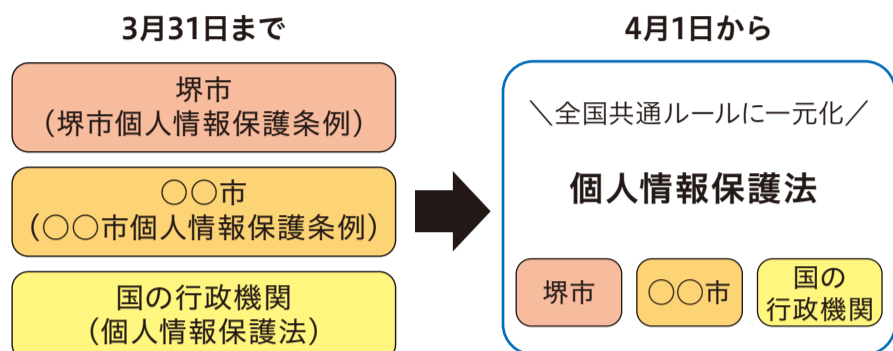 3月31日まで
堺市
（堺市個人情報保護条例）
○○市
（○○市個人情報保護条例）
国の行政機関
（個人情報保護法）
4月1日から
＼全国共通ルールに一元化／
個人情報保護法
堺市
○○市
国の
行政機関